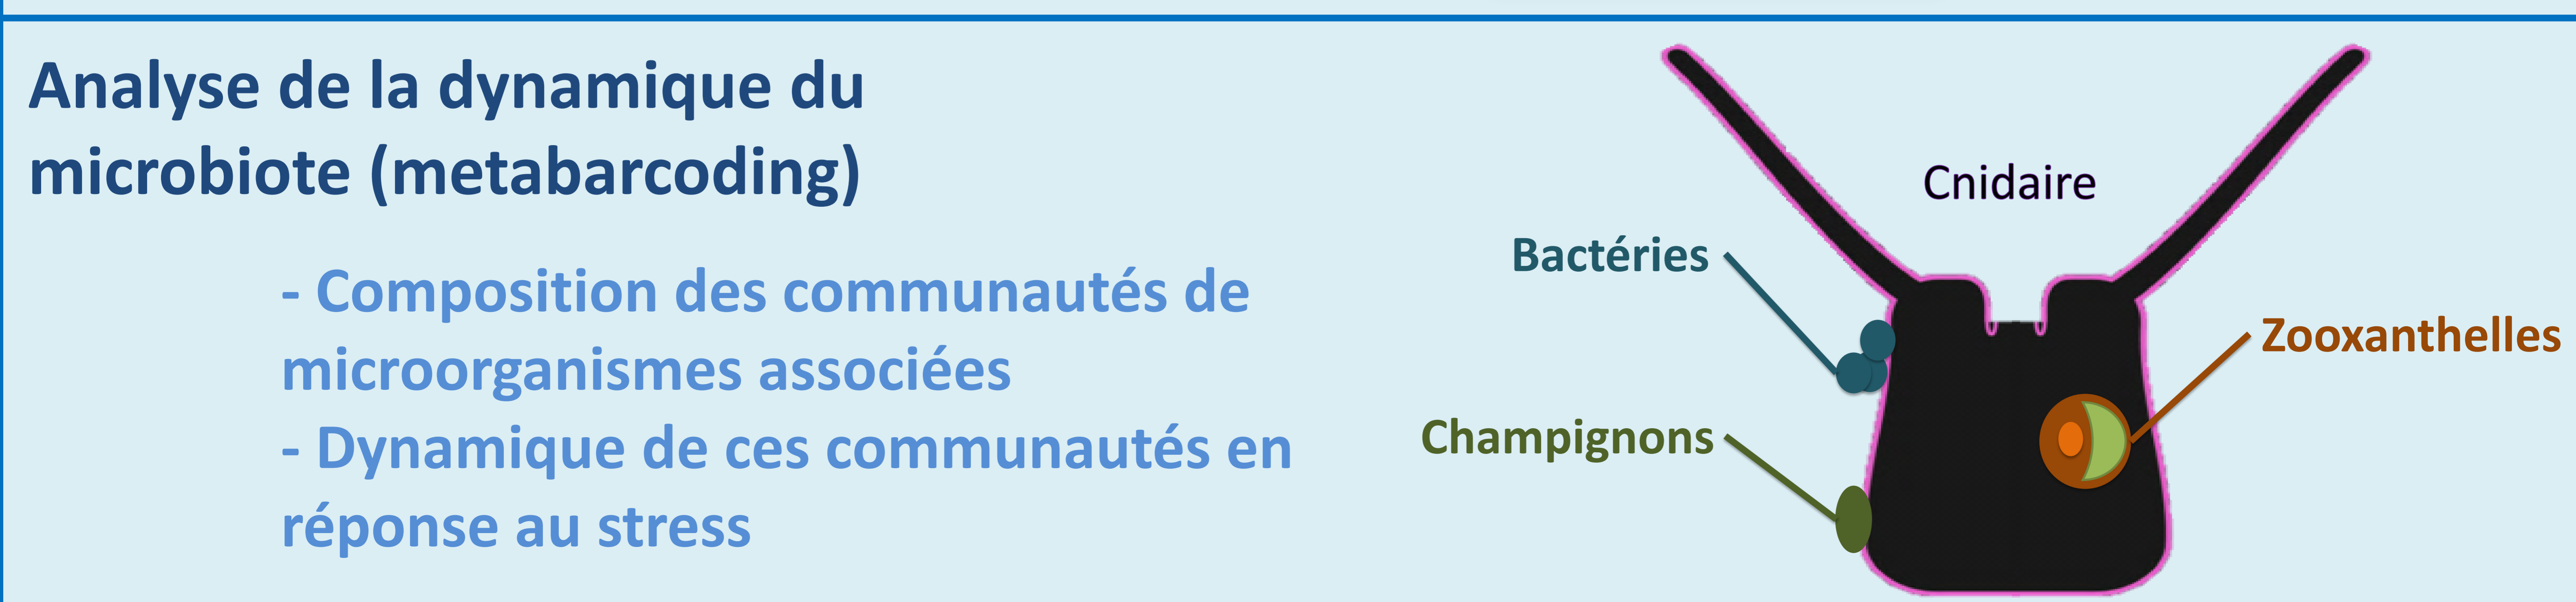 Analyse de la dynamique du
microbiote (metabarcoding)
- Composition des communautés de
microorganismes associées
- Dynamique de ces communautés en
réponse au stress
Cnidaire
Bactéries
Zooxanthelles
Champignons